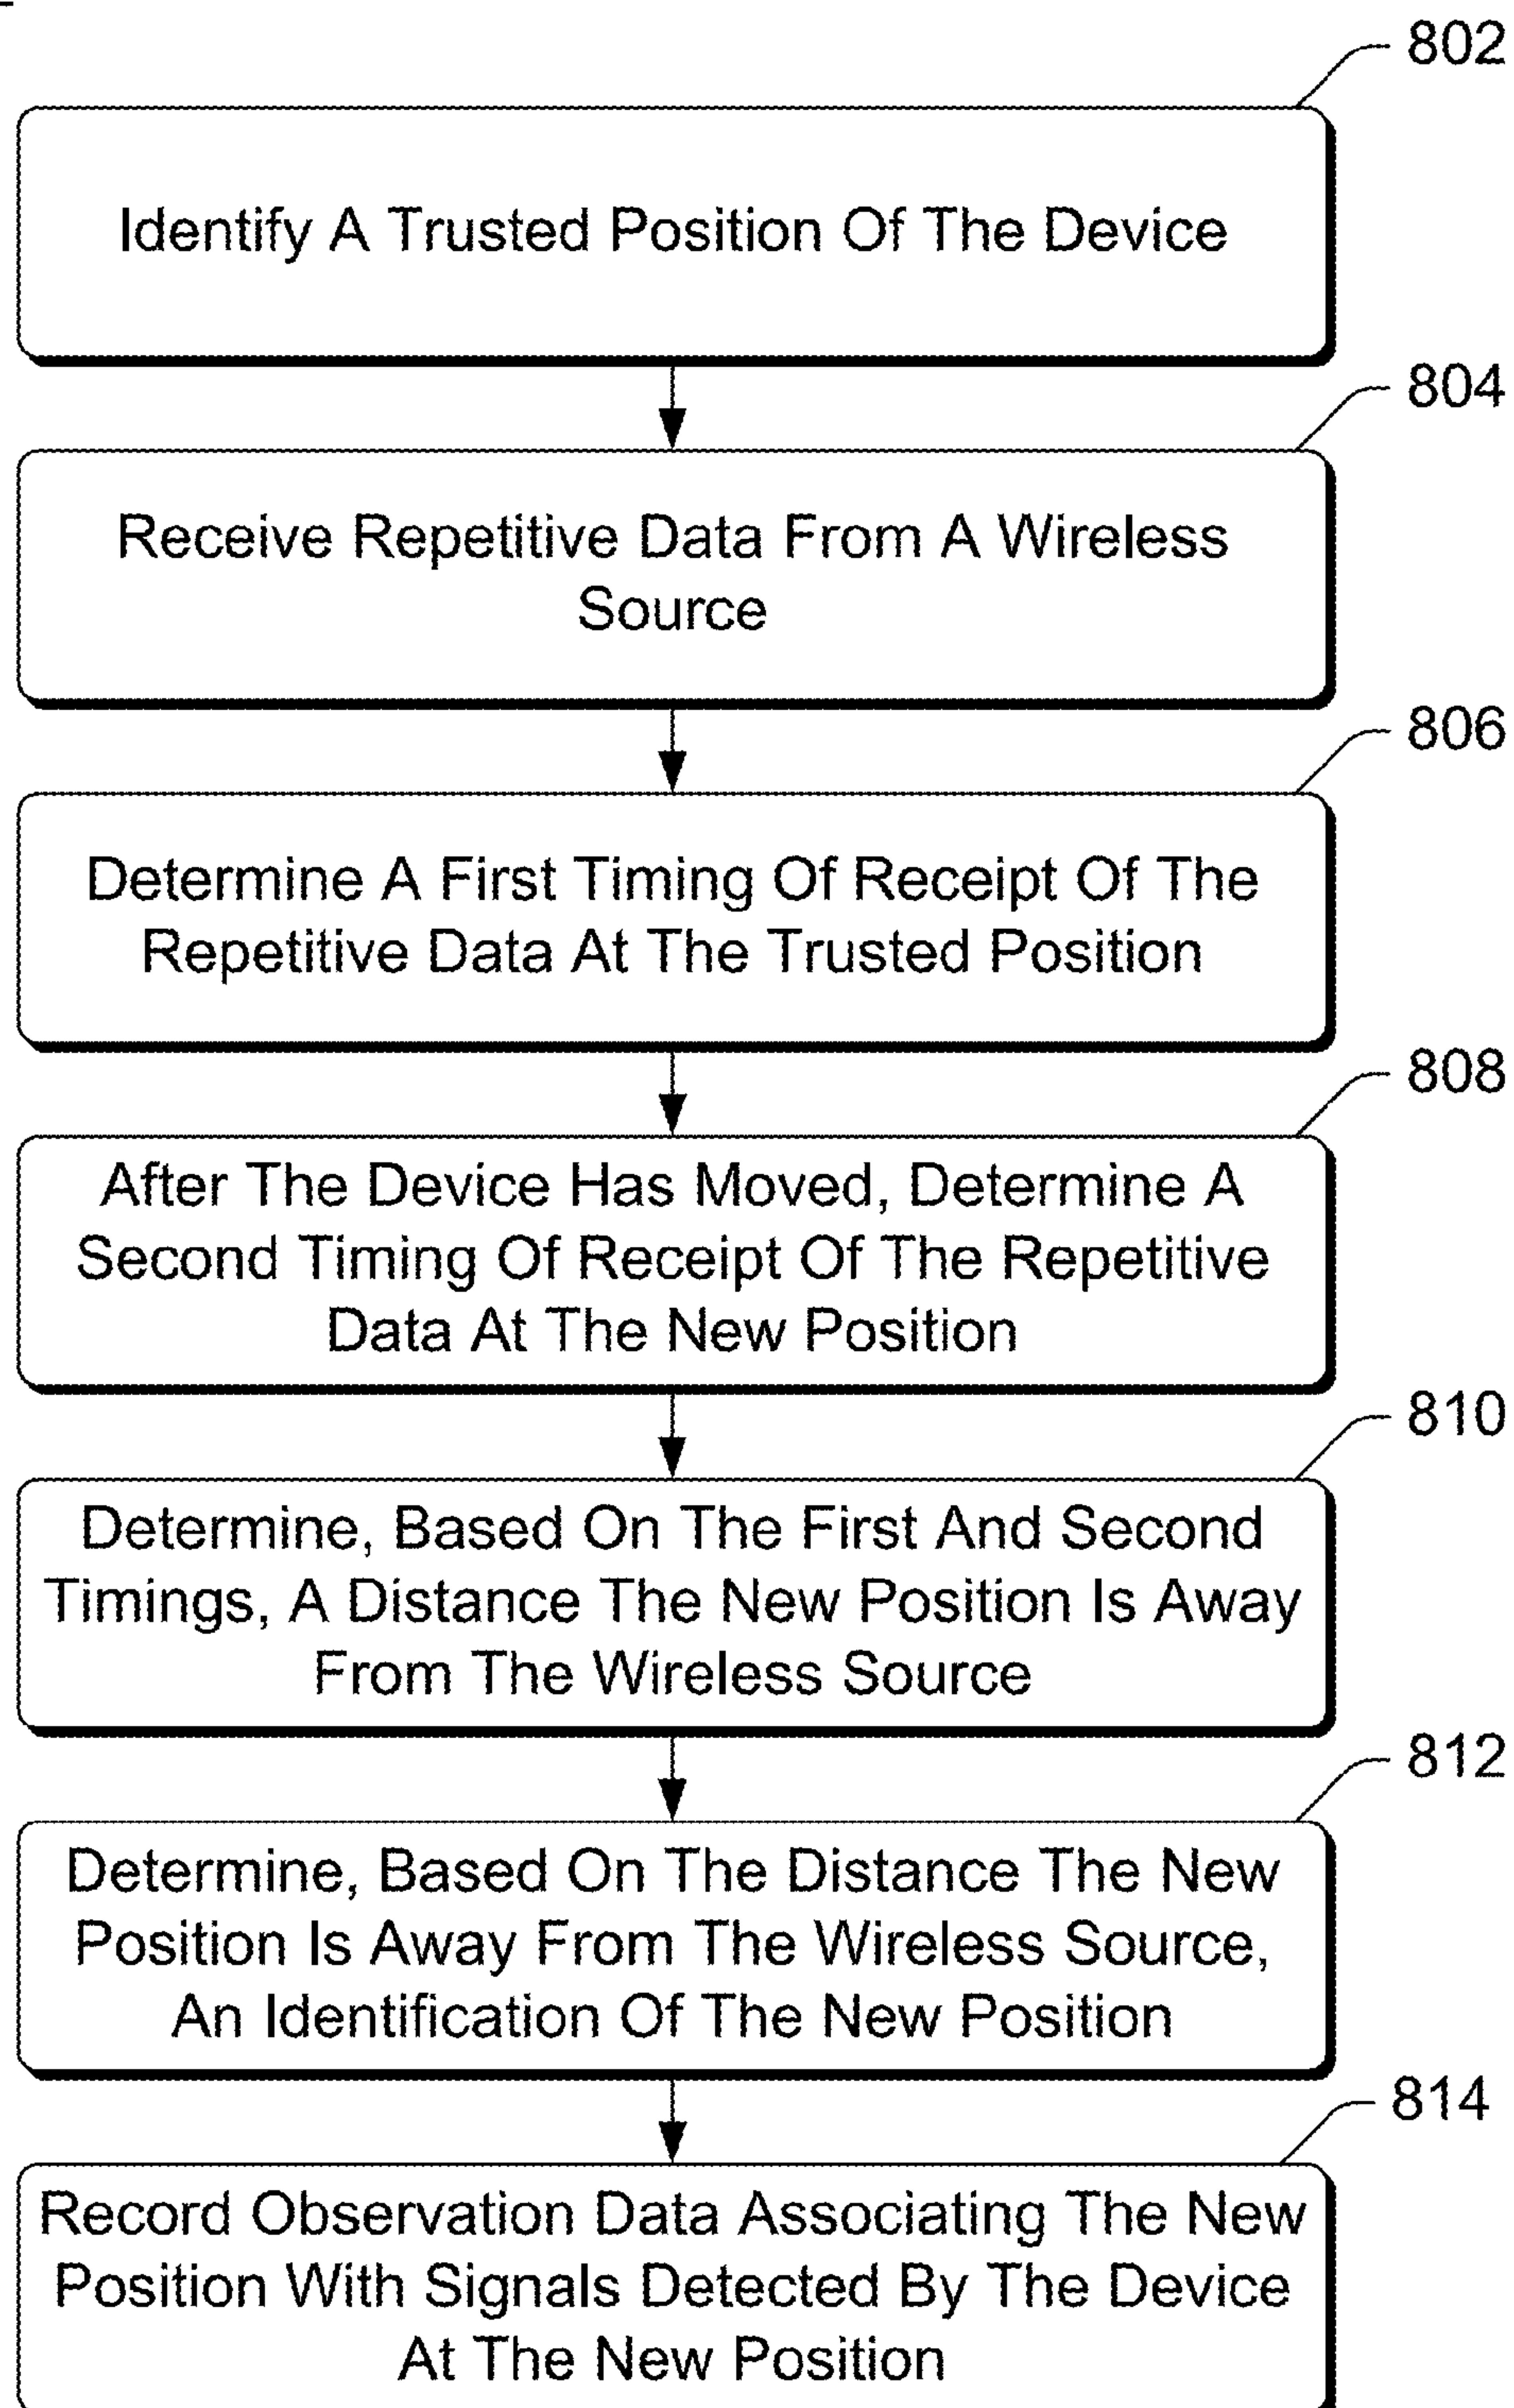 802
Identify A Trusted Position Of The Device
804
Receive Repetitive Data From A Wireless
Source
806
Determine A First Timing Of Receipt Of The
Repetitive Data At The Trusted Position
808
After The Device Has Moved, Determine A
Second Timing Of Receipt Of The Repetitive
Data At The New Position
810
Determine, Based On The First And Second
Timings, A Distance The New Position Is Away
From The Wireless Source
812
Determine, Based On The Distance The New
Position Is Away From The Wireless Source,
An Identification Of The New Position
814
Record Observation Data Associating The New
Position With Signals Detected By The Device
At The New Position